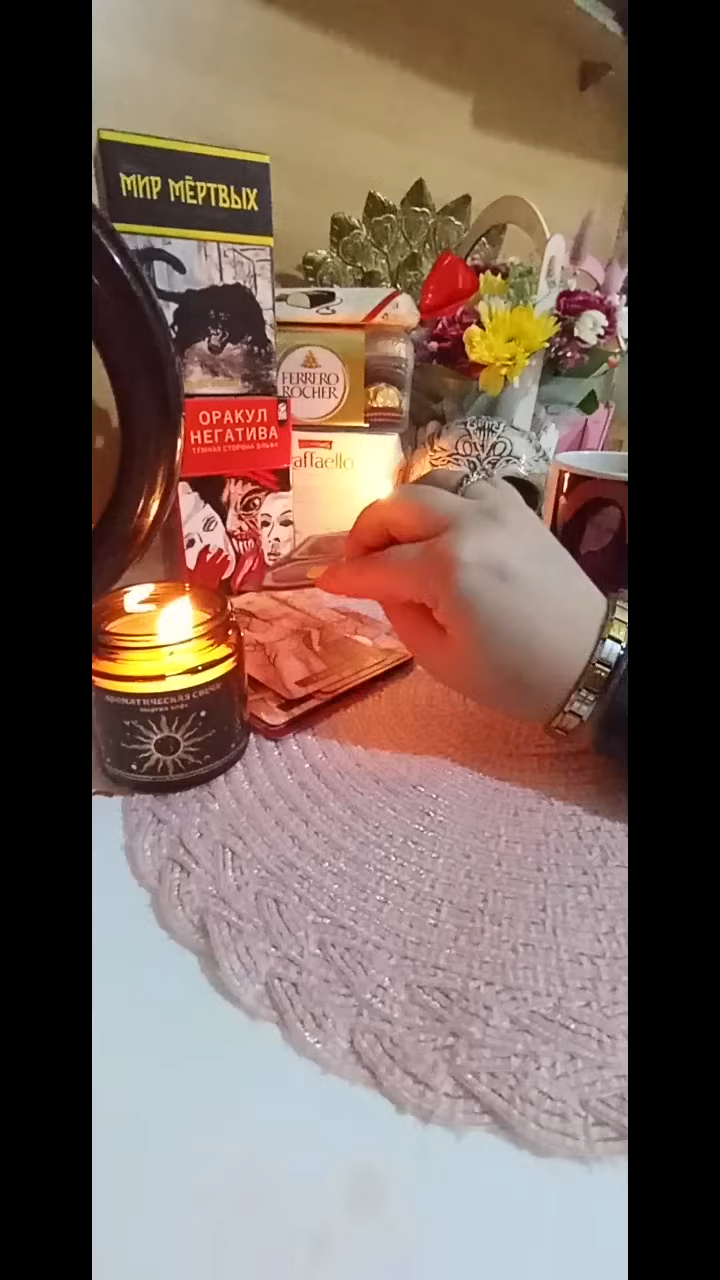 МИР МЁРТВЫХ
FERRERO
ROCHER
ОРАКУЛ
НЕГАТИВА
ТЁМНАЯ СТОРОНА ЭЛЬФА
affaello
АРОМАТИЧЕСКАЯ СВЕЧА